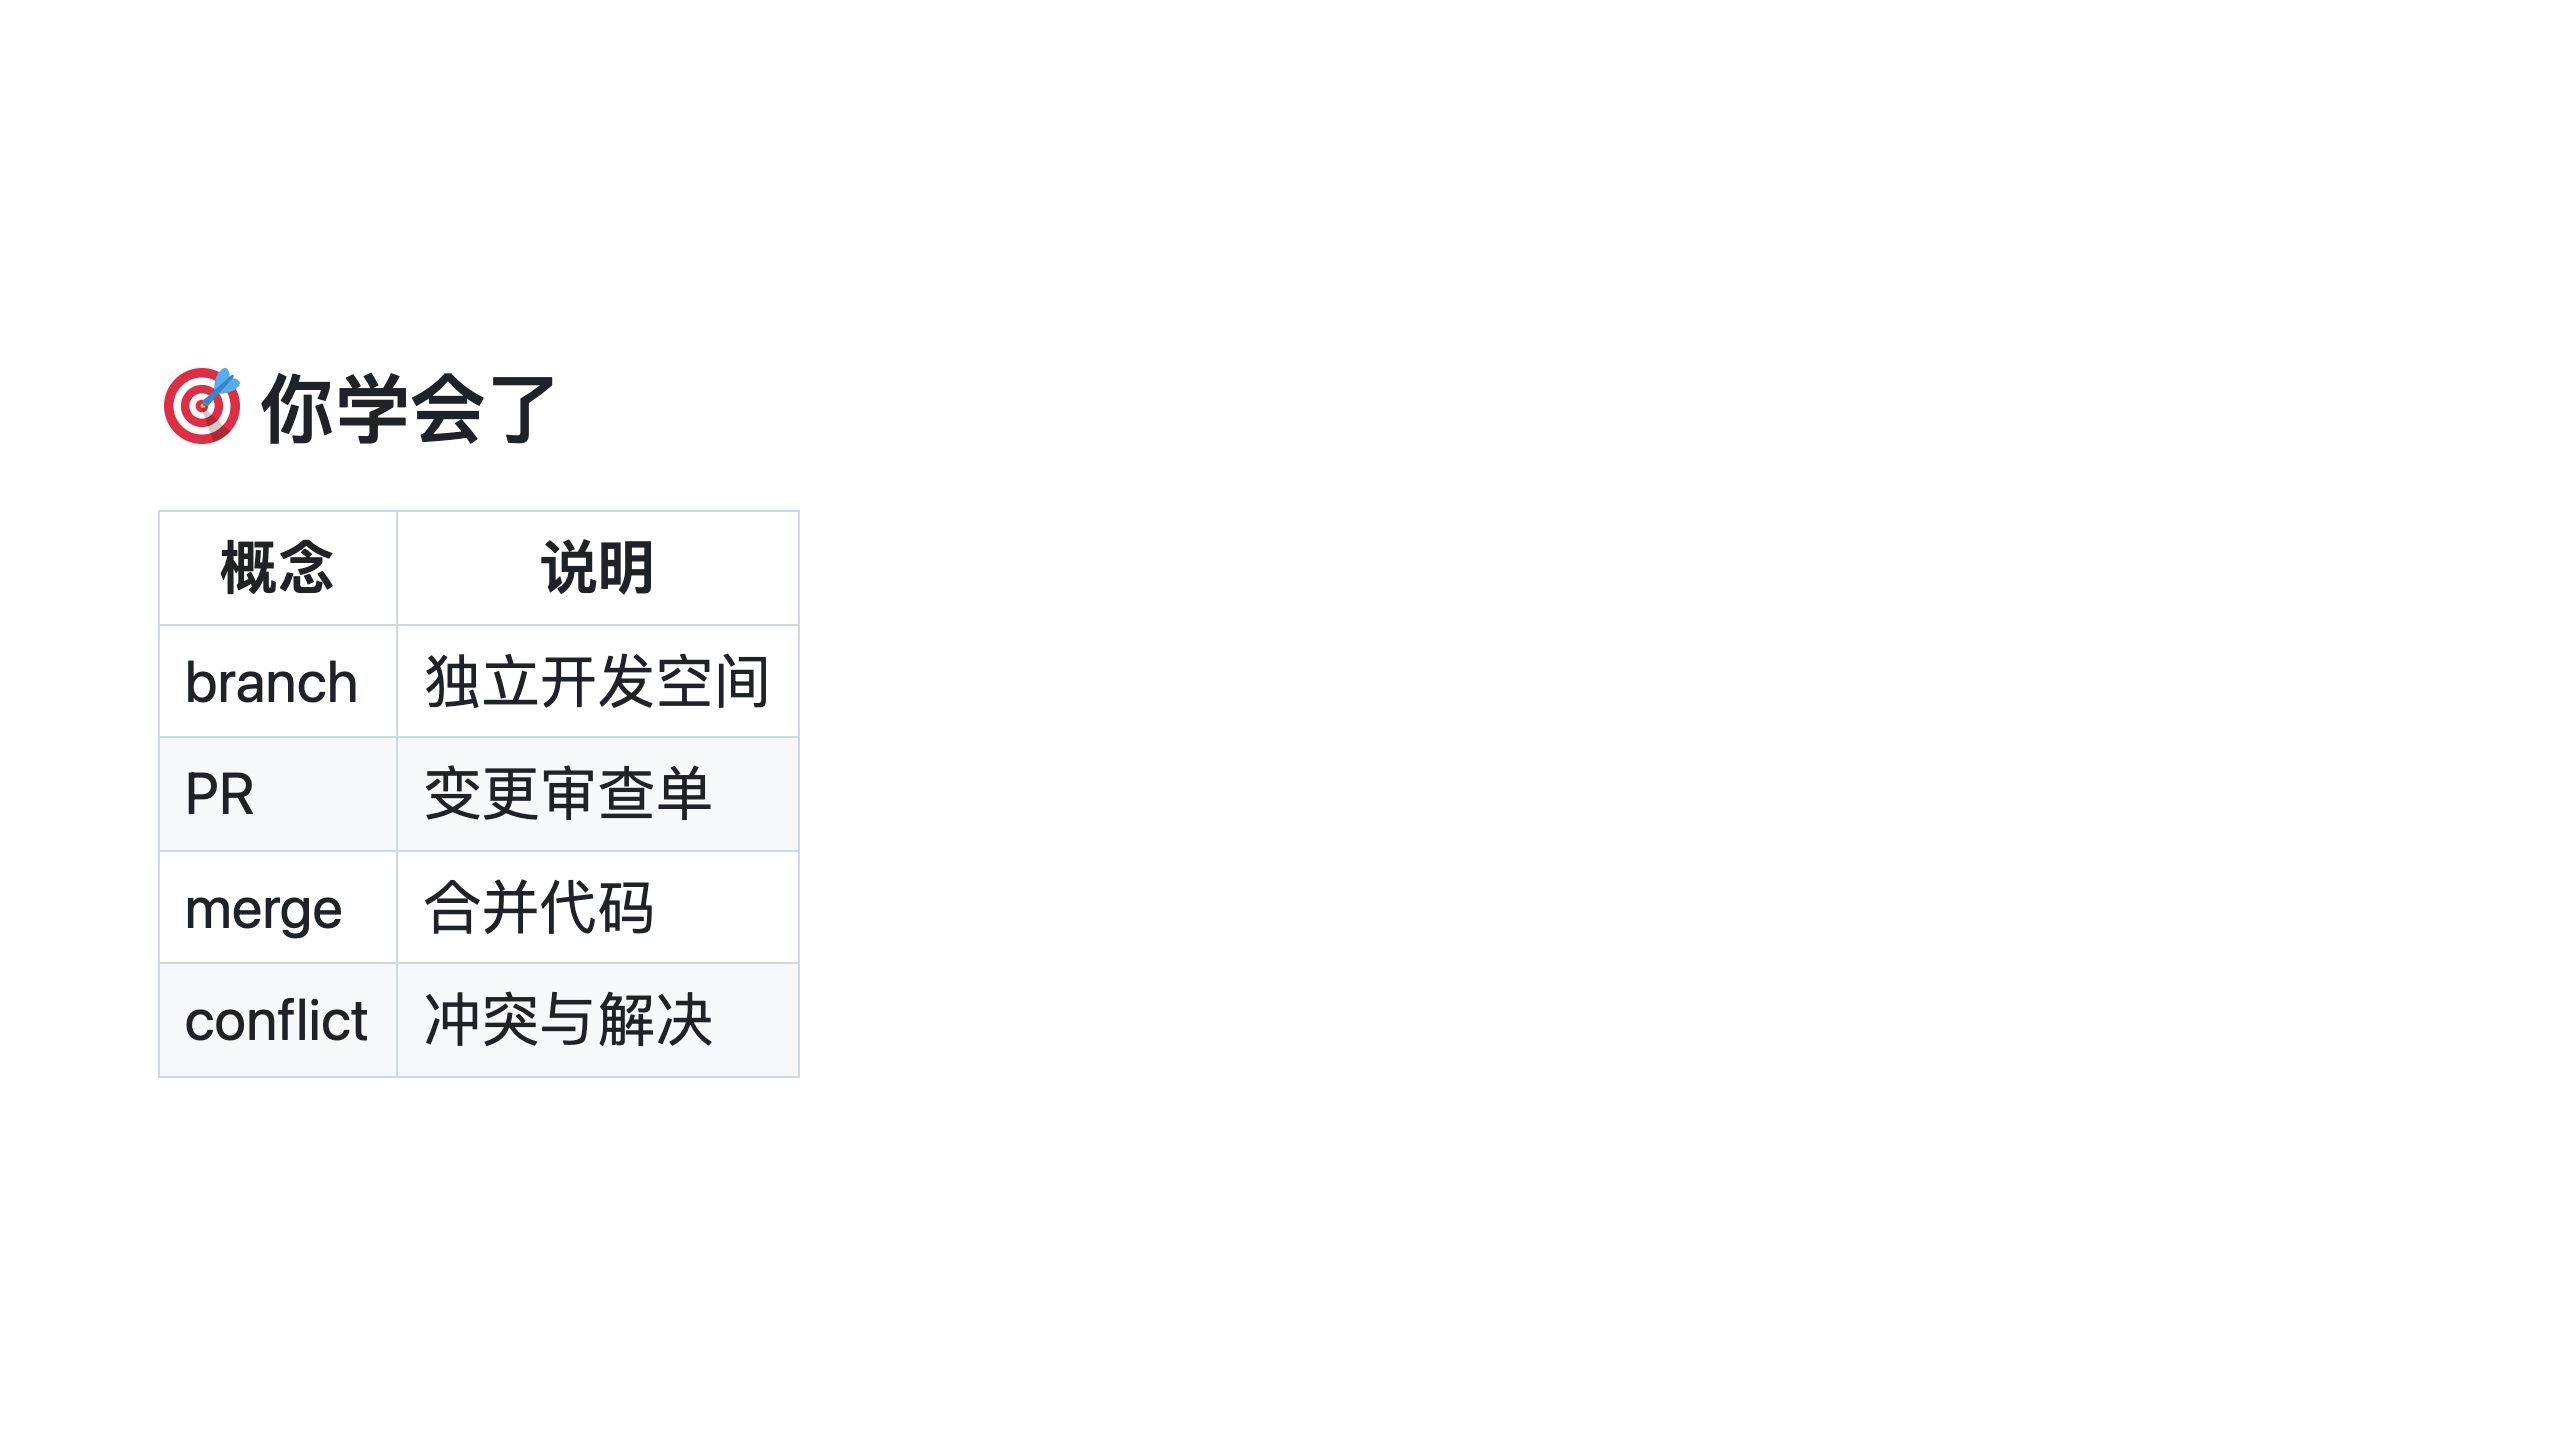 🎯 你学会了
概念 说明
branch 独立开发空间
PR 变更审查单
merge 合并代码
conflict 冲突与解决